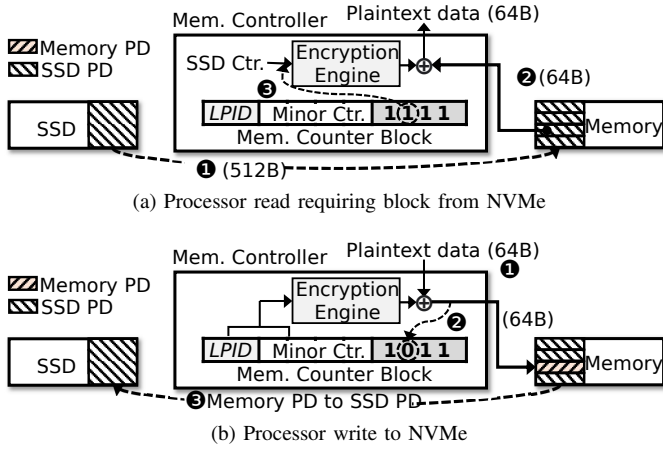 Mem. Controller
Plaintext data (64B)
Memory PD
SSD PD
SSD Ctr.
Encryption
Engine
❸
❷(64B)
SSD
LPID Minor Ctr. 1 1 1 1
Mem. Counter Block
Memory
❶ (512B)
(a) Processor read requiring block from NVMe
Mem. Controller
Plaintext data (64B)
❶
Memory PD
SSD PD
Encryption
Engine
❷
(64B)
SSD
LPID Minor Ctr. 1 0 1 1
Mem. Counter Block
Memory
❸Memory PD to SSD PD
(b) Processor write to NVMe